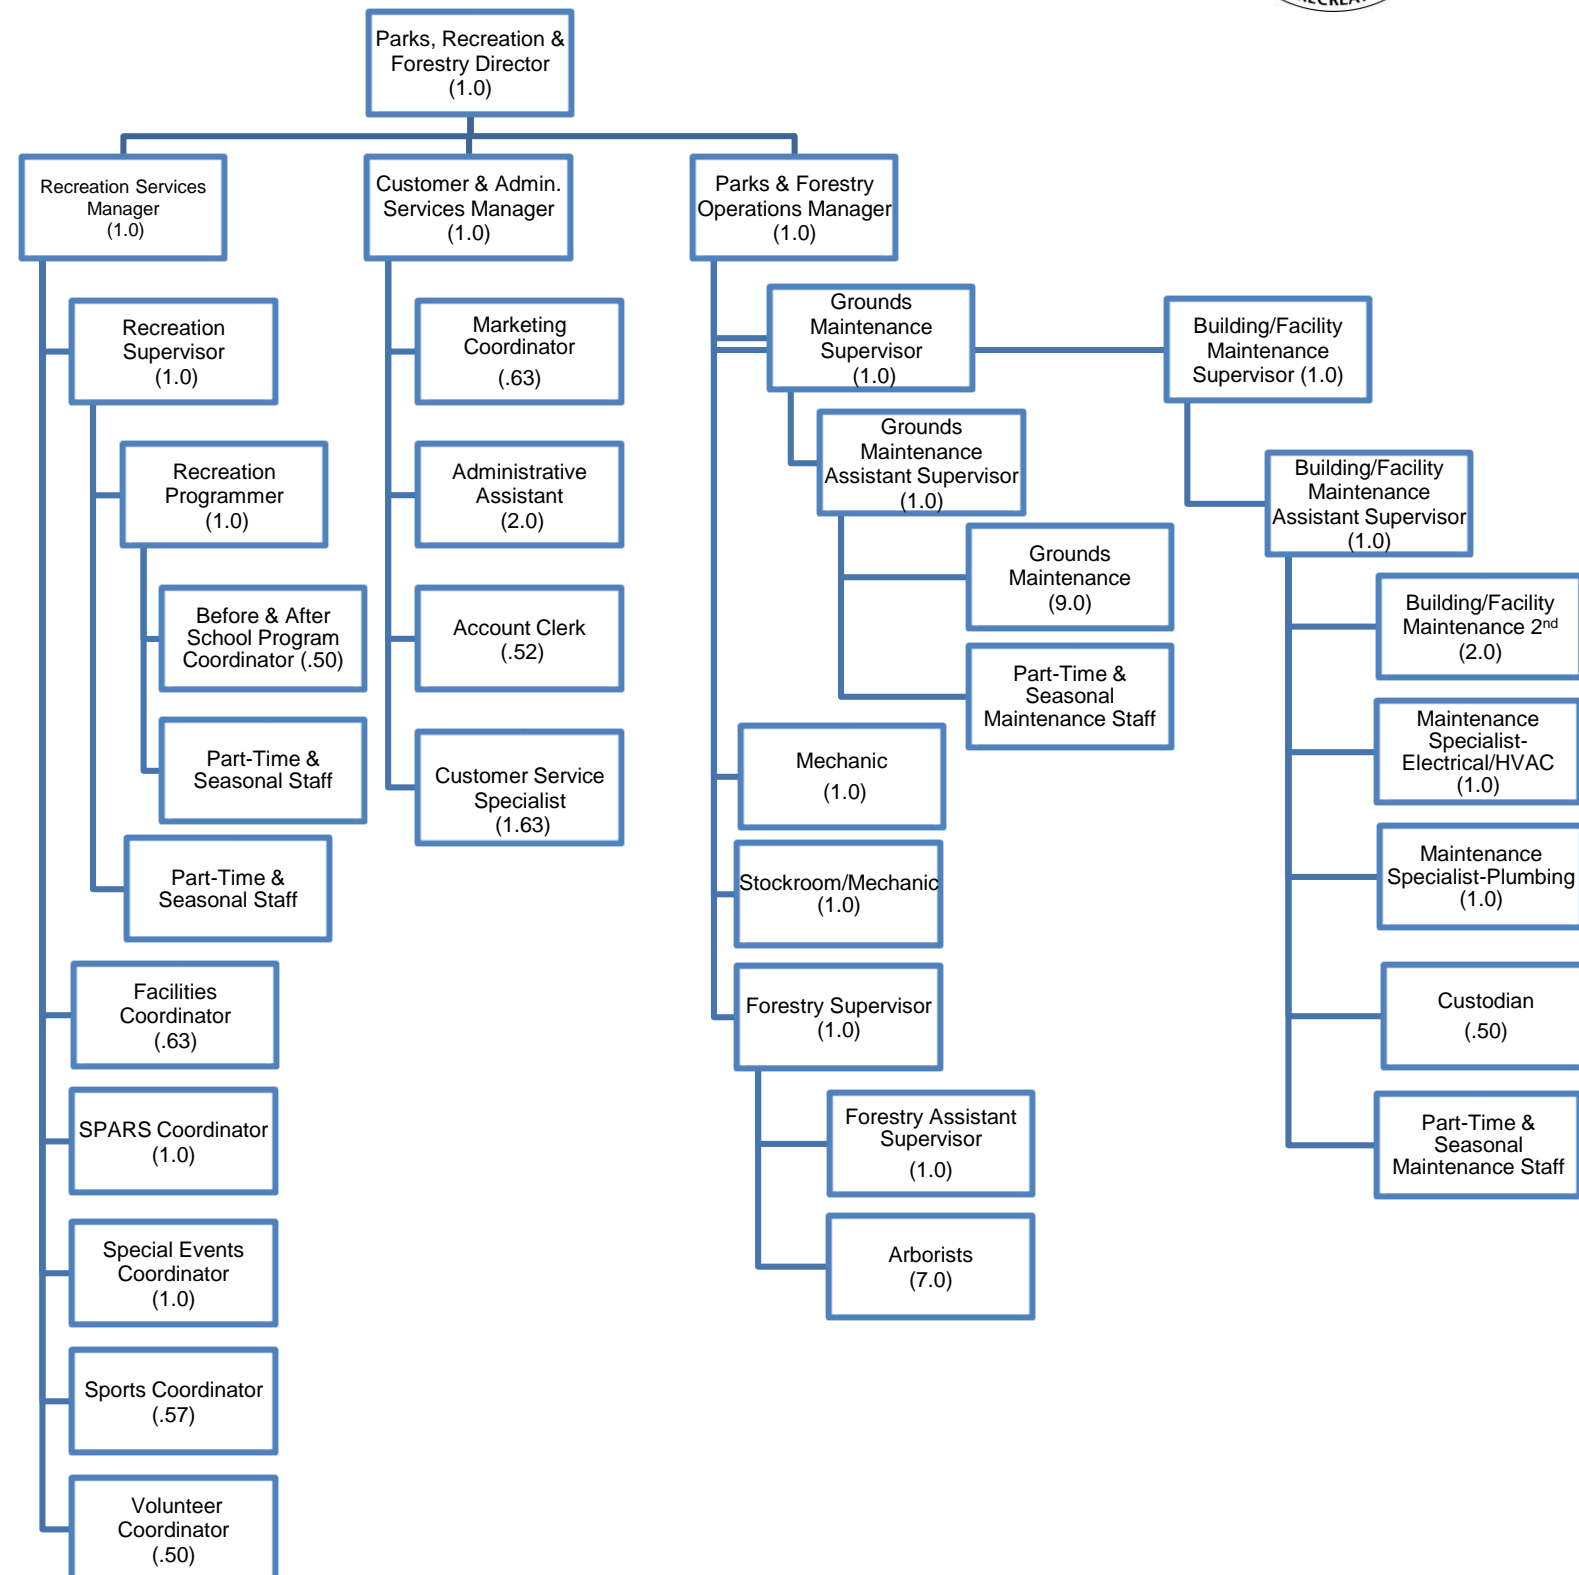 Parks, Recreation &
Forestry Director
(1.0)
Recreation Services
Manager
(1.0)
Customer & Admin.
Services Manager
(1.0)
Parks & Forestry
Operations Manager
(1.0)
Recreation
Supervisor
(1.0)
Recreation
Programmer
(1.0)
Before & After
School Program
Coordinator (.50)
Part-Time &
Seasonal Staff
Part-Time &
Seasonal Staff
Facilities
Coordinator
(.63)
SPARS Coordinator
(1.0)
Special Events
Coordinator
(1.0)
Sports Coordinator
(.57)
Volunteer
Coordinator
(.50)
Marketing
Coordinator
(.63)
Administrative
Assistant
(2.0)
Account Clerk
(.52)
Customer Service
Specialist
(1.63)
Grounds
Maintenance
Supervisor
(1.0)
Grounds
Maintenance
Assistant Supervisor
(1.0)
Grounds
Maintenance
(9.0)
Part-Time &
Seasonal
Maintenance Staff
Mechanic
(1.0)
Stockroom/Mechanic
(1.0)
Forestry Supervisor
(1.0)
Forestry Assistant
Supervisor
(1.0)
Arborists
(7.0)
Building/Facility
Maintenance
Supervisor (1.0)
Building/Facility
Maintenance
Assistant Supervisor
(1.0)
Building/Facility
Maintenance 2nd
(2.0)
Maintenance
Specialist-
Electrical/HVAC
(1.0)
Maintenance
Specialist-Plumbing
(1.0)
Custodian
(.50)
Part-Time &
Seasonal
Maintenance Staff